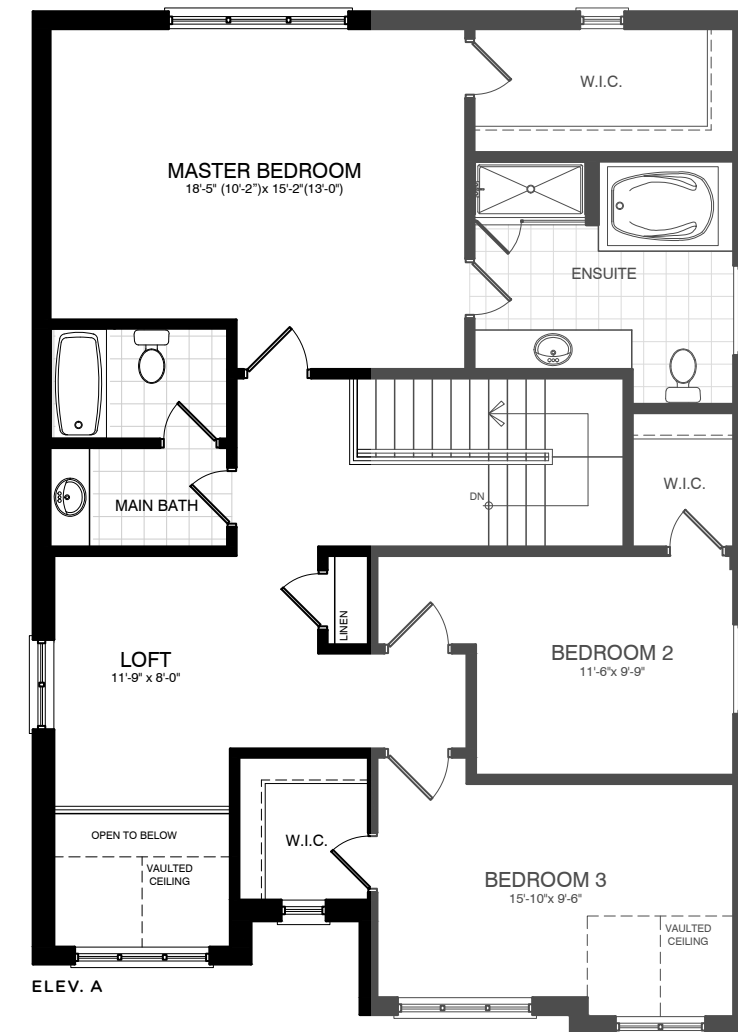 W.I.C.
MASTER BEDROOM
18'-5" (10'-2")x 15'-2"(13'-0")
ENSUITE
W.I.C.
DN
MAIN BATH
LINEN
LOFT
11'-9" x 8'-0"
BEDROOM 2
11'-6"x 9'-9"
OPEN TO BELOW
W.I.C.
VAULTED
CEILING
BEDROOM 3
15'-10"x 9'-6"
VAULTED
CEILING
ELEV. A